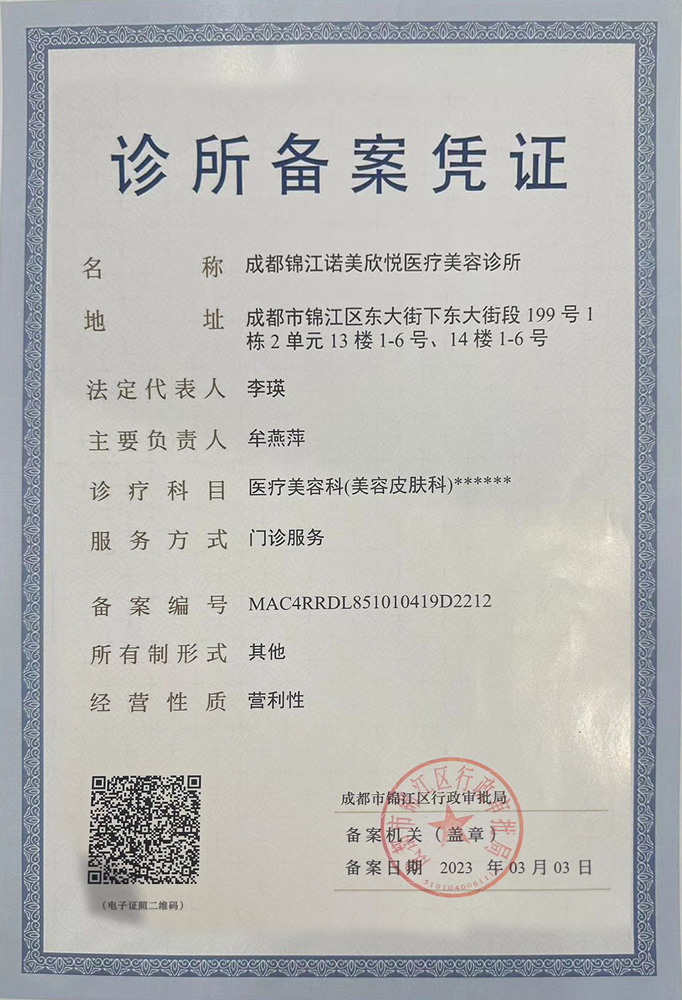 诊所备案凭证
名称 成都锦江诺美欣悦医疗美容诊所
地址 成都市锦江区东大街下东大街段 199 号 1
栋 2 单元 13 楼 1-6 号、14 楼 1-6 号
法定代表人 李瑛
主要负责人 牟燕萍
诊疗科目 医疗美容科(美容皮肤科)******
服务方式 门诊服务
备案编号 MAC4RRDL851010419D2212
所有制形式 其他
经营性质 营利性
成都市锦江区行政审批局
备案机关（盖章）
备案日期 2023 年 03 月 03 日
（电子证照二维码）